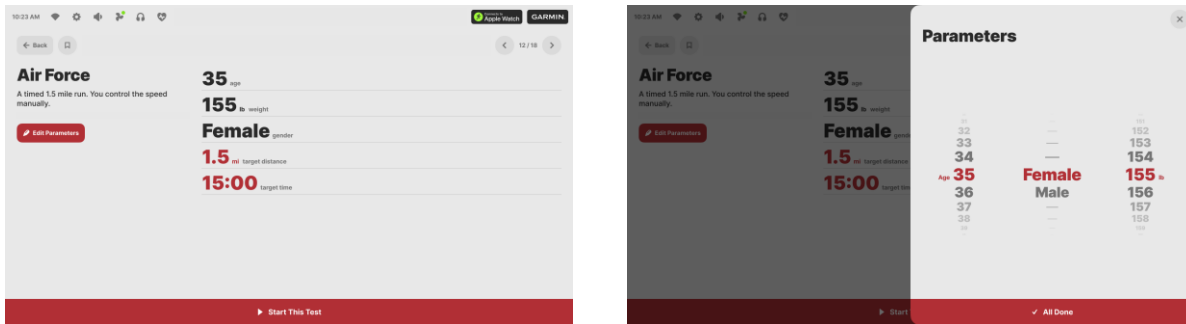 10:23 AM
Connects to
Apple Watch
GARMIN
Back
12 / 18
Air Force
A timed 1.5 mile run. You control the speed
manually.
Edit Parameters
35 age
155 lb weight
Female gender
1.5 mi target distance
15:00 target time
Start This Test
10:23 AM
Back
Air Force
A timed 1.5 mile run. You control the speed
manually.
Edit Parameters
35 age
155 lb weight
Female
1.5 mi target distance
15:00
Start
Parameters
32 — 152
33 — 153
34 — 154
Age 35 Female 155 lb
36 Male 156
37 — 157
38 — 158
All Done